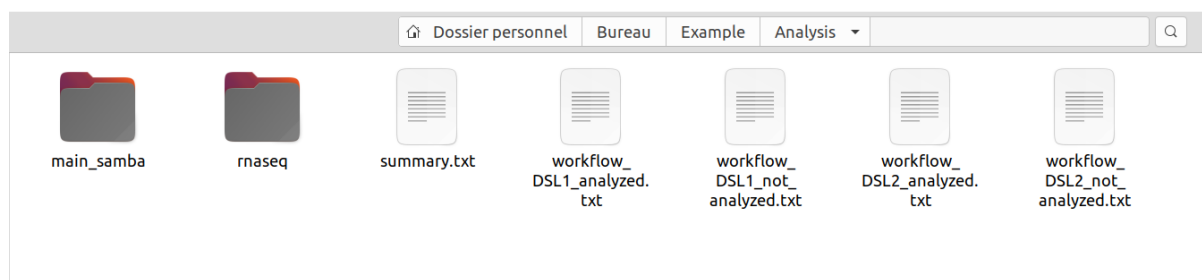 Dossier personnel Bureau Example Analysis
main_samba rnaseq summary.txt workflow_ workflow_ workflow_ workflow_
DSL1_analyzed. DSL1_not_ DSL2_analyzed. DSL2_not_
txt analyzed.txt txt analyzed.txt